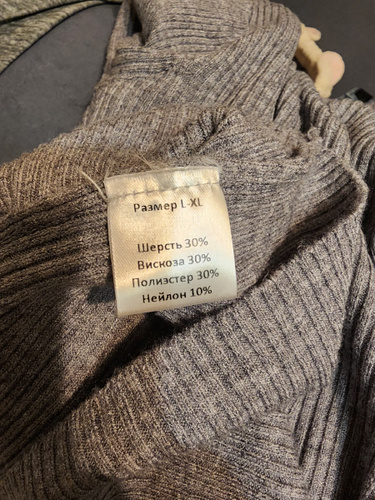 Размер L-XL
Шерсть 30%
Вискоза 30%
Полиэстер 30%
Нейлон 10%